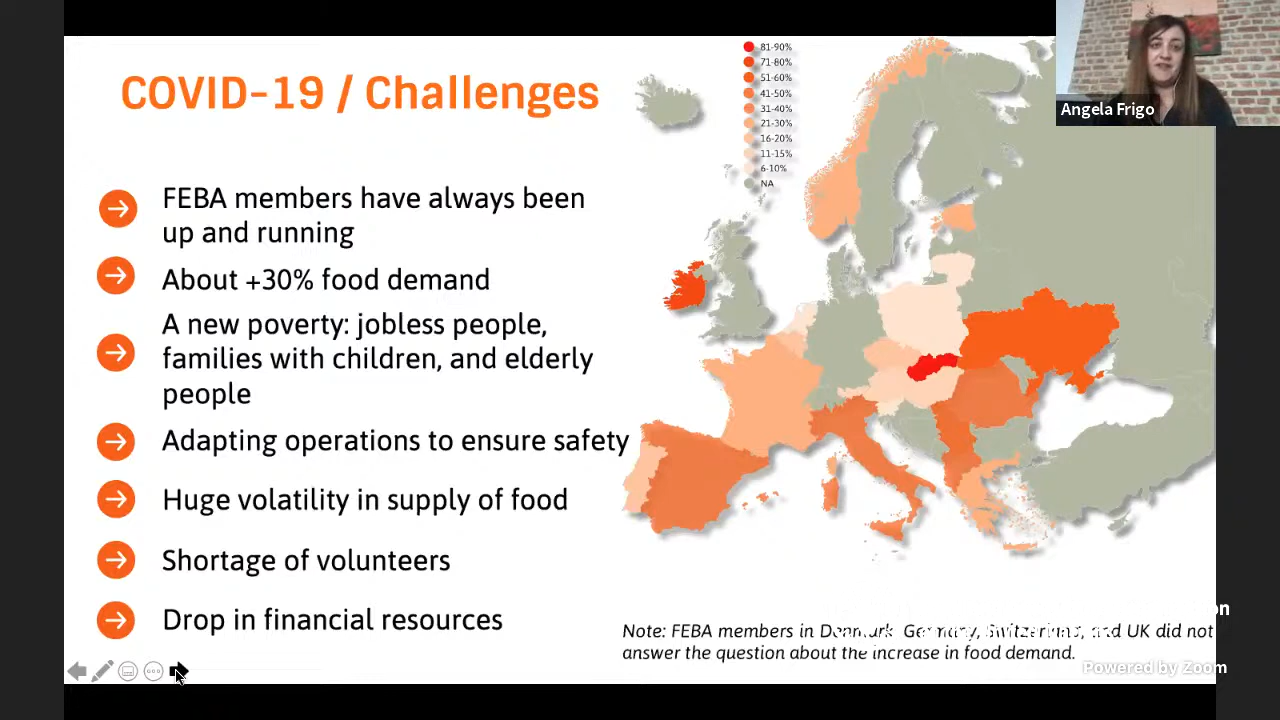 COVID-19 / Challenges
FEBA members have always been
up and running
About +30% food demand
A new poverty: jobless people,
families with children, and elderly
people
Adapting operations to ensure safety
Huge volatility in supply of food
Shortage of volunteers
Drop in financial resources
81-90%
71-80%
51-60%
41-50%
31-40%
21-30%
16-20%
11-15%
6-10%
NA
Angela Frigo
Note: FEBA members in Denmark, Germany, Switzerland, and UK did not
answer the question about the increase in food demand.
Powered by Zoom